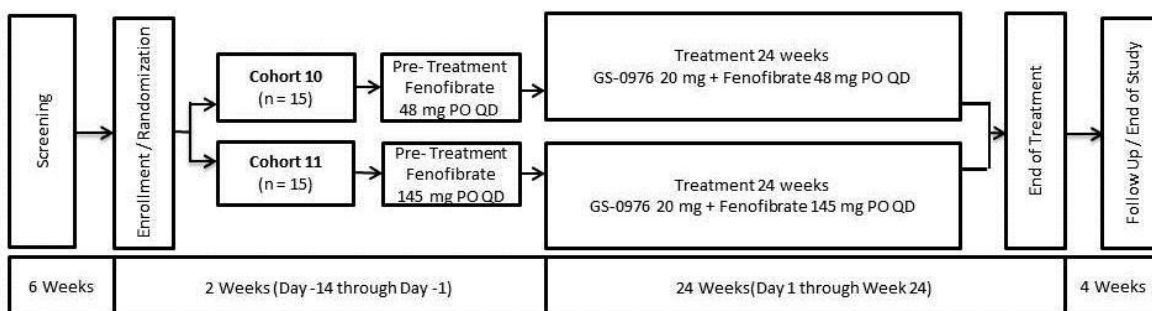 Screening
Enrollment / Randomization
Cohort 10
(n = 15)
Pre- Treatment
Fenofibrate
48 mg PO QD
Treatment 24 weeks
GS-0976 20 mg + Fenofibrate 48 mg PO QD
Cohort 11
(n = 15)
Pre- Treatment
Fenofibrate
145 mg PO QD
Treatment 24 weeks
GS-0976 20 mg + Fenofibrate 145 mg PO QD
End of Treatment
Follow Up / End of Study
6 Weeks
2 Weeks (Day -14 through Day -1)
24 Weeks(Day 1 through Week 24)
4 Weeks